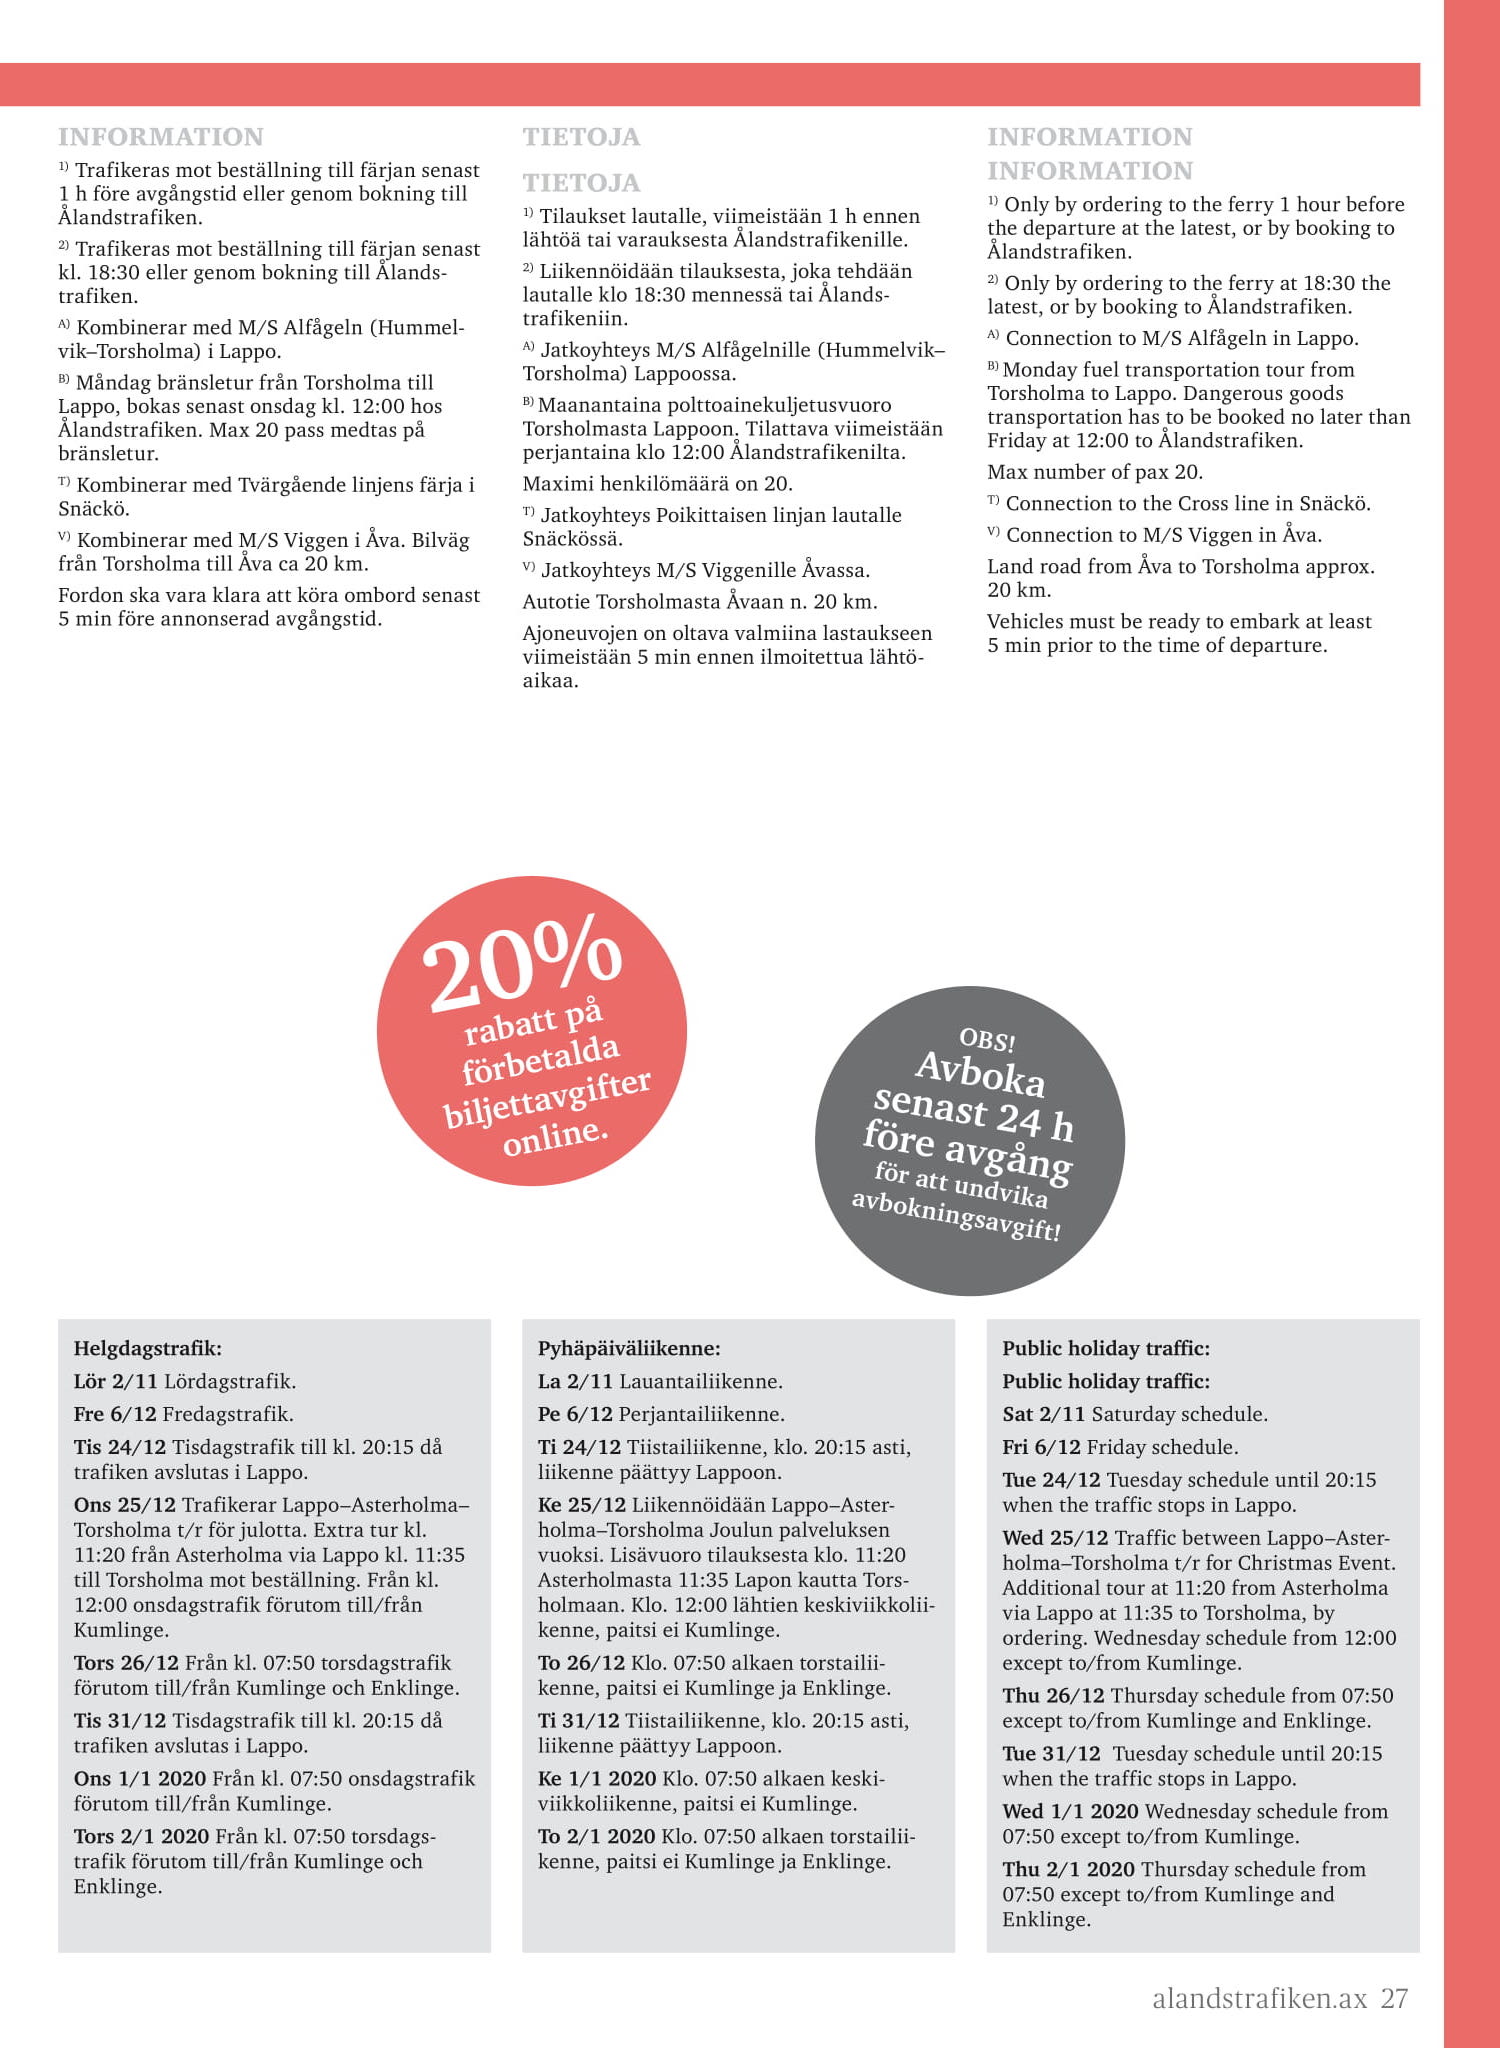 INFORMATION
1) Trafikeras mot beställning till färjan senast
1 h före avgångstid eller genom bokning till
Ålandstrafiken.
2) Trafikeras mot beställning till färjan senast
kl. 18:30 eller genom bokning till Ålands-
trafiken.
A) Kombinerar med M/S Alfågeln (Hummel-
vik–Torsholma) i Lappo.
B) Måndag bränsletur från Torsholma till
Lappo, bokas senast onsdag kl. 12:00 hos
Ålandstrafiken. Max 20 pass medtas på
bränsletur.
T) Kombinerar med Tvärgående linjens färja i
Snäckö.
V) Kombinerar med M/S Viggen i Åva. Bilväg
från Torsholma till Åva ca 20 km.
Fordon ska vara klara att köra ombord senast
5 min före annonserad avgångstid.
TIETOJA
TIETOJA
1) Tilaukset lautalle, viimeistään 1 h ennen
lähtöä tai varauksesta Ålandstrafikenille.
2) Liikennöidään tilauksesta, joka tehdään
lautalle klo 18:30 mennessä tai Ålands-
trafikeniin.
A) Jatkoyhteys M/S Alfågelnille (Hummelvik–
Torsholma) Lappoossa.
B) Maanantaina polttoainekuljetusvuoro
Torsholmasta Lappoon. Tilattava viimeistään
perjantaina klo 12:00 Ålandstrafikenilta.
Maximi henkilömäärä on 20.
T) Jatkoyhteys Poikittaisen linjan lautalle
Snäckössä.
V) Jatkoyhteys M/S Viggenille Åvassa.
Autotie Torsholmasta Åvaan n. 20 km.
Ajoneuvojen on oltava valmiina lastaukseen
viimeistään 5 min ennen ilmoitettua lähtö-
aikaa.
INFORMATION
INFORMATION
1) Only by ordering to the ferry 1 hour before
the departure at the latest, or by booking to
Ålandstrafiken.
2) Only by ordering to the ferry at 18:30 the
latest, or by booking to Ålandstrafiken.
A) Connection to M/S Alfågeln in Lappo.
B) Monday fuel transportation tour from
Torsholma to Lappo. Dangerous goods
transportation has to be booked no later than
Friday at 12:00 to Ålandstrafiken.
Max number of pax 20.
T) Connection to the Cross line in Snäckö.
V) Connection to M/S Viggen in Åva.
Land road from Åva to Torsholma approx.
20 km.
Vehicles must be ready to embark at least
5 min prior to the time of departure.
20%
rabatt på
förbetalda
biljettavgifter
online.
OBS!
Avboka
senast 24 h
före avgång
för att undvika
avbokningsavgift!
Helgdagstrafik:
Lör 2/11 Lördagstrafik.
Fre 6/12 Fredagstrafik.
Tis 24/12 Tisdagstrafik till kl. 20:15 då
trafiken avslutas i Lappo.
Ons 25/12 Trafikerar Lappo–Asterholma–
Torsholma t/r för julotta. Extra tur kl.
11:20 från Asterholma via Lappo kl. 11:35
till Torsholma mot beställning. Från kl.
12:00 onsdagstrafik förutom till/från
Kumlinge.
Tors 26/12 Från kl. 07:50 torsdagstrafik
förutom till/från Kumlinge och Enklinge.
Tis 31/12 Tisdagstrafik till kl. 20:15 då
trafiken avslutas i Lappo.
Ons 1/1 2020 Från kl. 07:50 onsdagstrafik
förutom till/från Kumlinge.
Tors 2/1 2020 Från kl. 07:50 torsdags-
trafik förutom till/från Kumlinge och
Enklinge.
Pyhäpäiväliikenne:
La 2/11 Lauantailiikenne.
Pe 6/12 Perjantailiikenne.
Ti 24/12 Tiistailiikenne, klo. 20:15 asti,
liikenne päättyy Lappoon.
Ke 25/12 Liikennöidään Lappo–Aster-
holma–Torsholma Joulun palveluksen
vuoksi. Lisävuoro tilauksesta klo. 11:20
Asterholmasta 11:35 Lapon kautta Tors-
holmaan. Klo. 12:00 lähtien keskiviikkolii-
kenne, paitsi ei Kumlinge.
To 26/12 Klo. 07:50 alkaen torstailii-
kenne, paitsi ei Kumlinge ja Enklinge.
Ti 31/12 Tiistailiikenne, klo. 20:15 asti,
liikenne päättyy Lappoon.
Ke 1/1 2020 Klo. 07:50 alkaen keski-
viikkoliikenne, paitsi ei Kumlinge.
To 2/1 2020 Klo. 07:50 alkaen torstailii-
kenne, paitsi ei Kumlinge ja Enklinge.
Public holiday traffic:
Public holiday traffic:
Sat 2/11 Saturday schedule.
Fri 6/12 Friday schedule.
Tue 24/12 Tuesday schedule until 20:15
when the traffic stops in Lappo.
Wed 25/12 Traffic between Lappo–Aster-
holma–Torsholma t/r for Christmas Event.
Additional tour at 11:20 from Asterholma
via Lappo at 11:35 to Torsholma, by
ordering. Wednesday schedule from 12:00
except to/from Kumlinge.
Thu 26/12 Thursday schedule from 07:50
except to/from Kumlinge and Enklinge.
Tue 31/12 Tuesday schedule until 20:15
when the traffic stops in Lappo.
Wed 1/1 2020 Wednesday schedule from
07:50 except to/from Kumlinge.
Thu 2/1 2020 Thursday schedule from
07:50 except to/from Kumlinge and
Enklinge.
alandstrafiken.ax 27